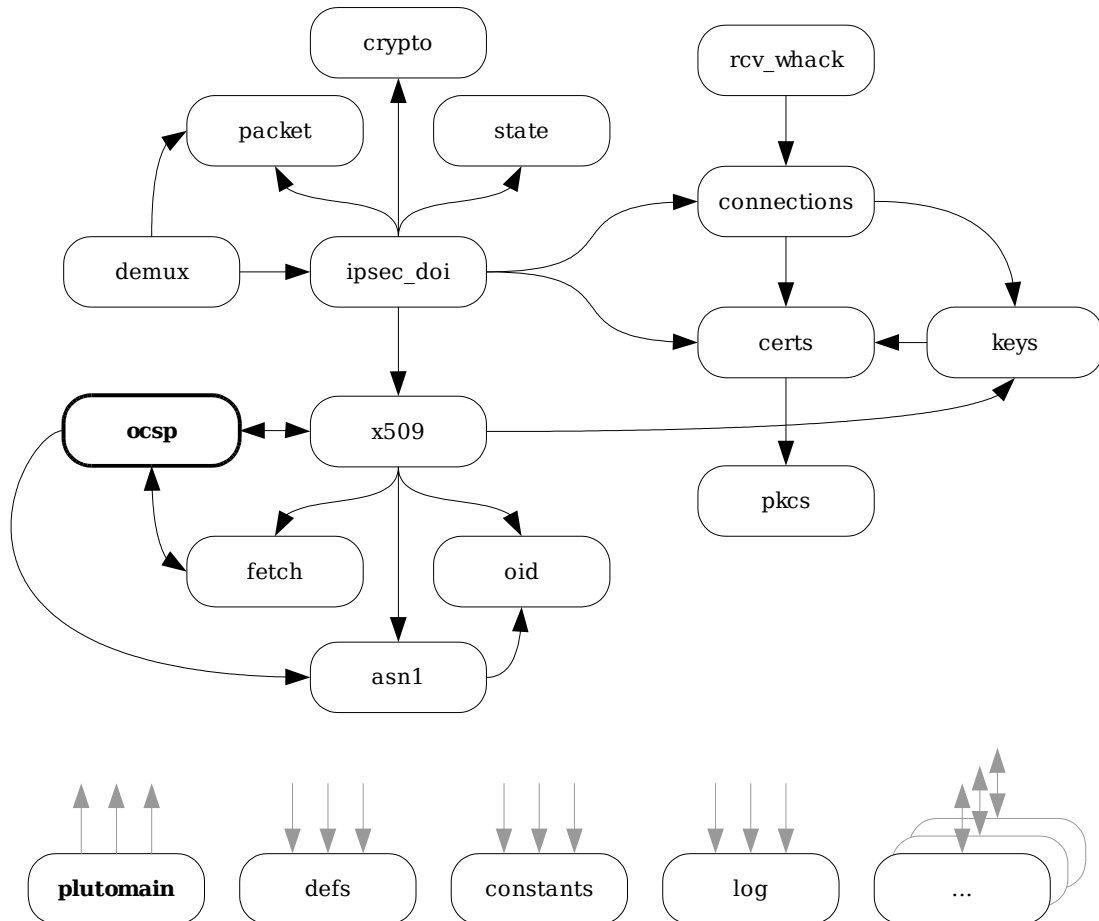 crypto
rcv_whack
packet
state
connections
demux
ipsec_doi
certs
keys
ocsp
x509
pkcs
fetch
oid
asn1
plutomain
defs
constants
log
...